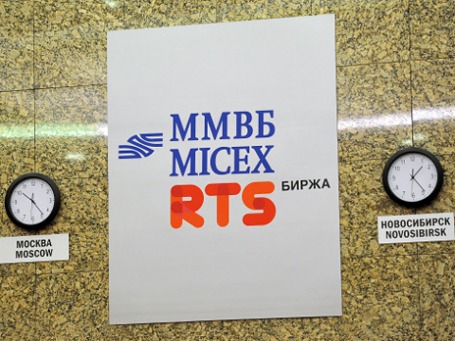 ММВБ
MICEX
RTS БИРЖА
МОСКВА
MOSCOW
НОВОСИБИРСК
NOVOSIBIRSK